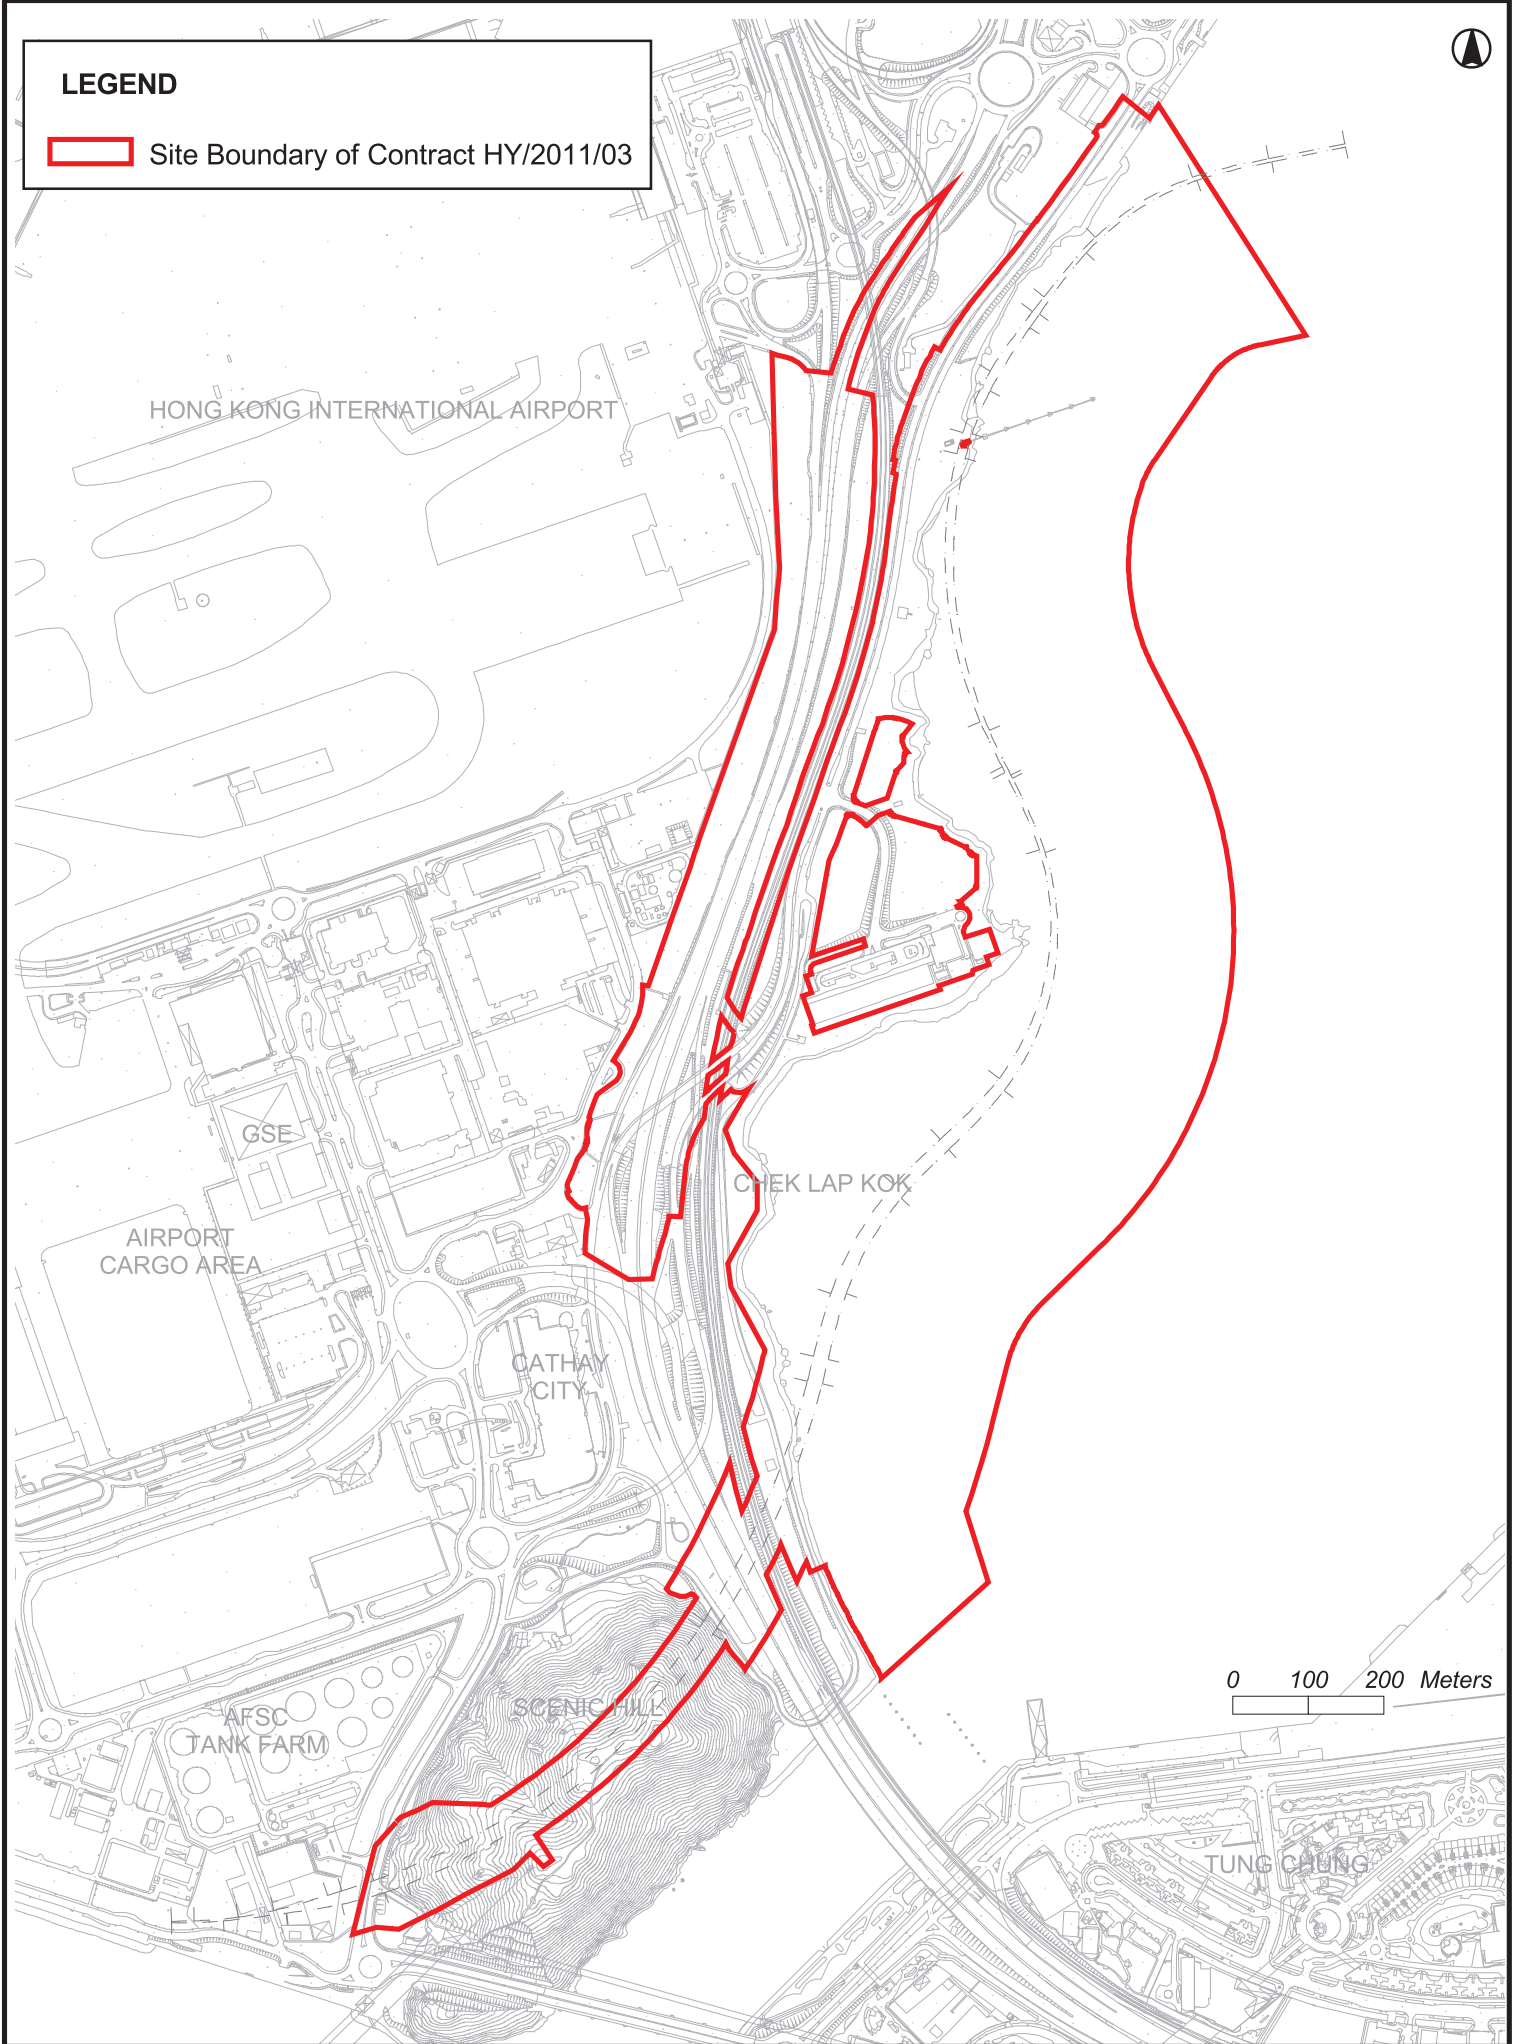 LEGEND
Site Boundary of Contract HY/2011/03
HONG KONG INTERNATIONAL AIRPORT
GSE
CHEK LAP KOK
AIRPORT
CARGO AREA
CATHAY
CITY
SCENIC HILL
AFSC
TANK FARM
0 100 200 Meters
TUNG CHUNG